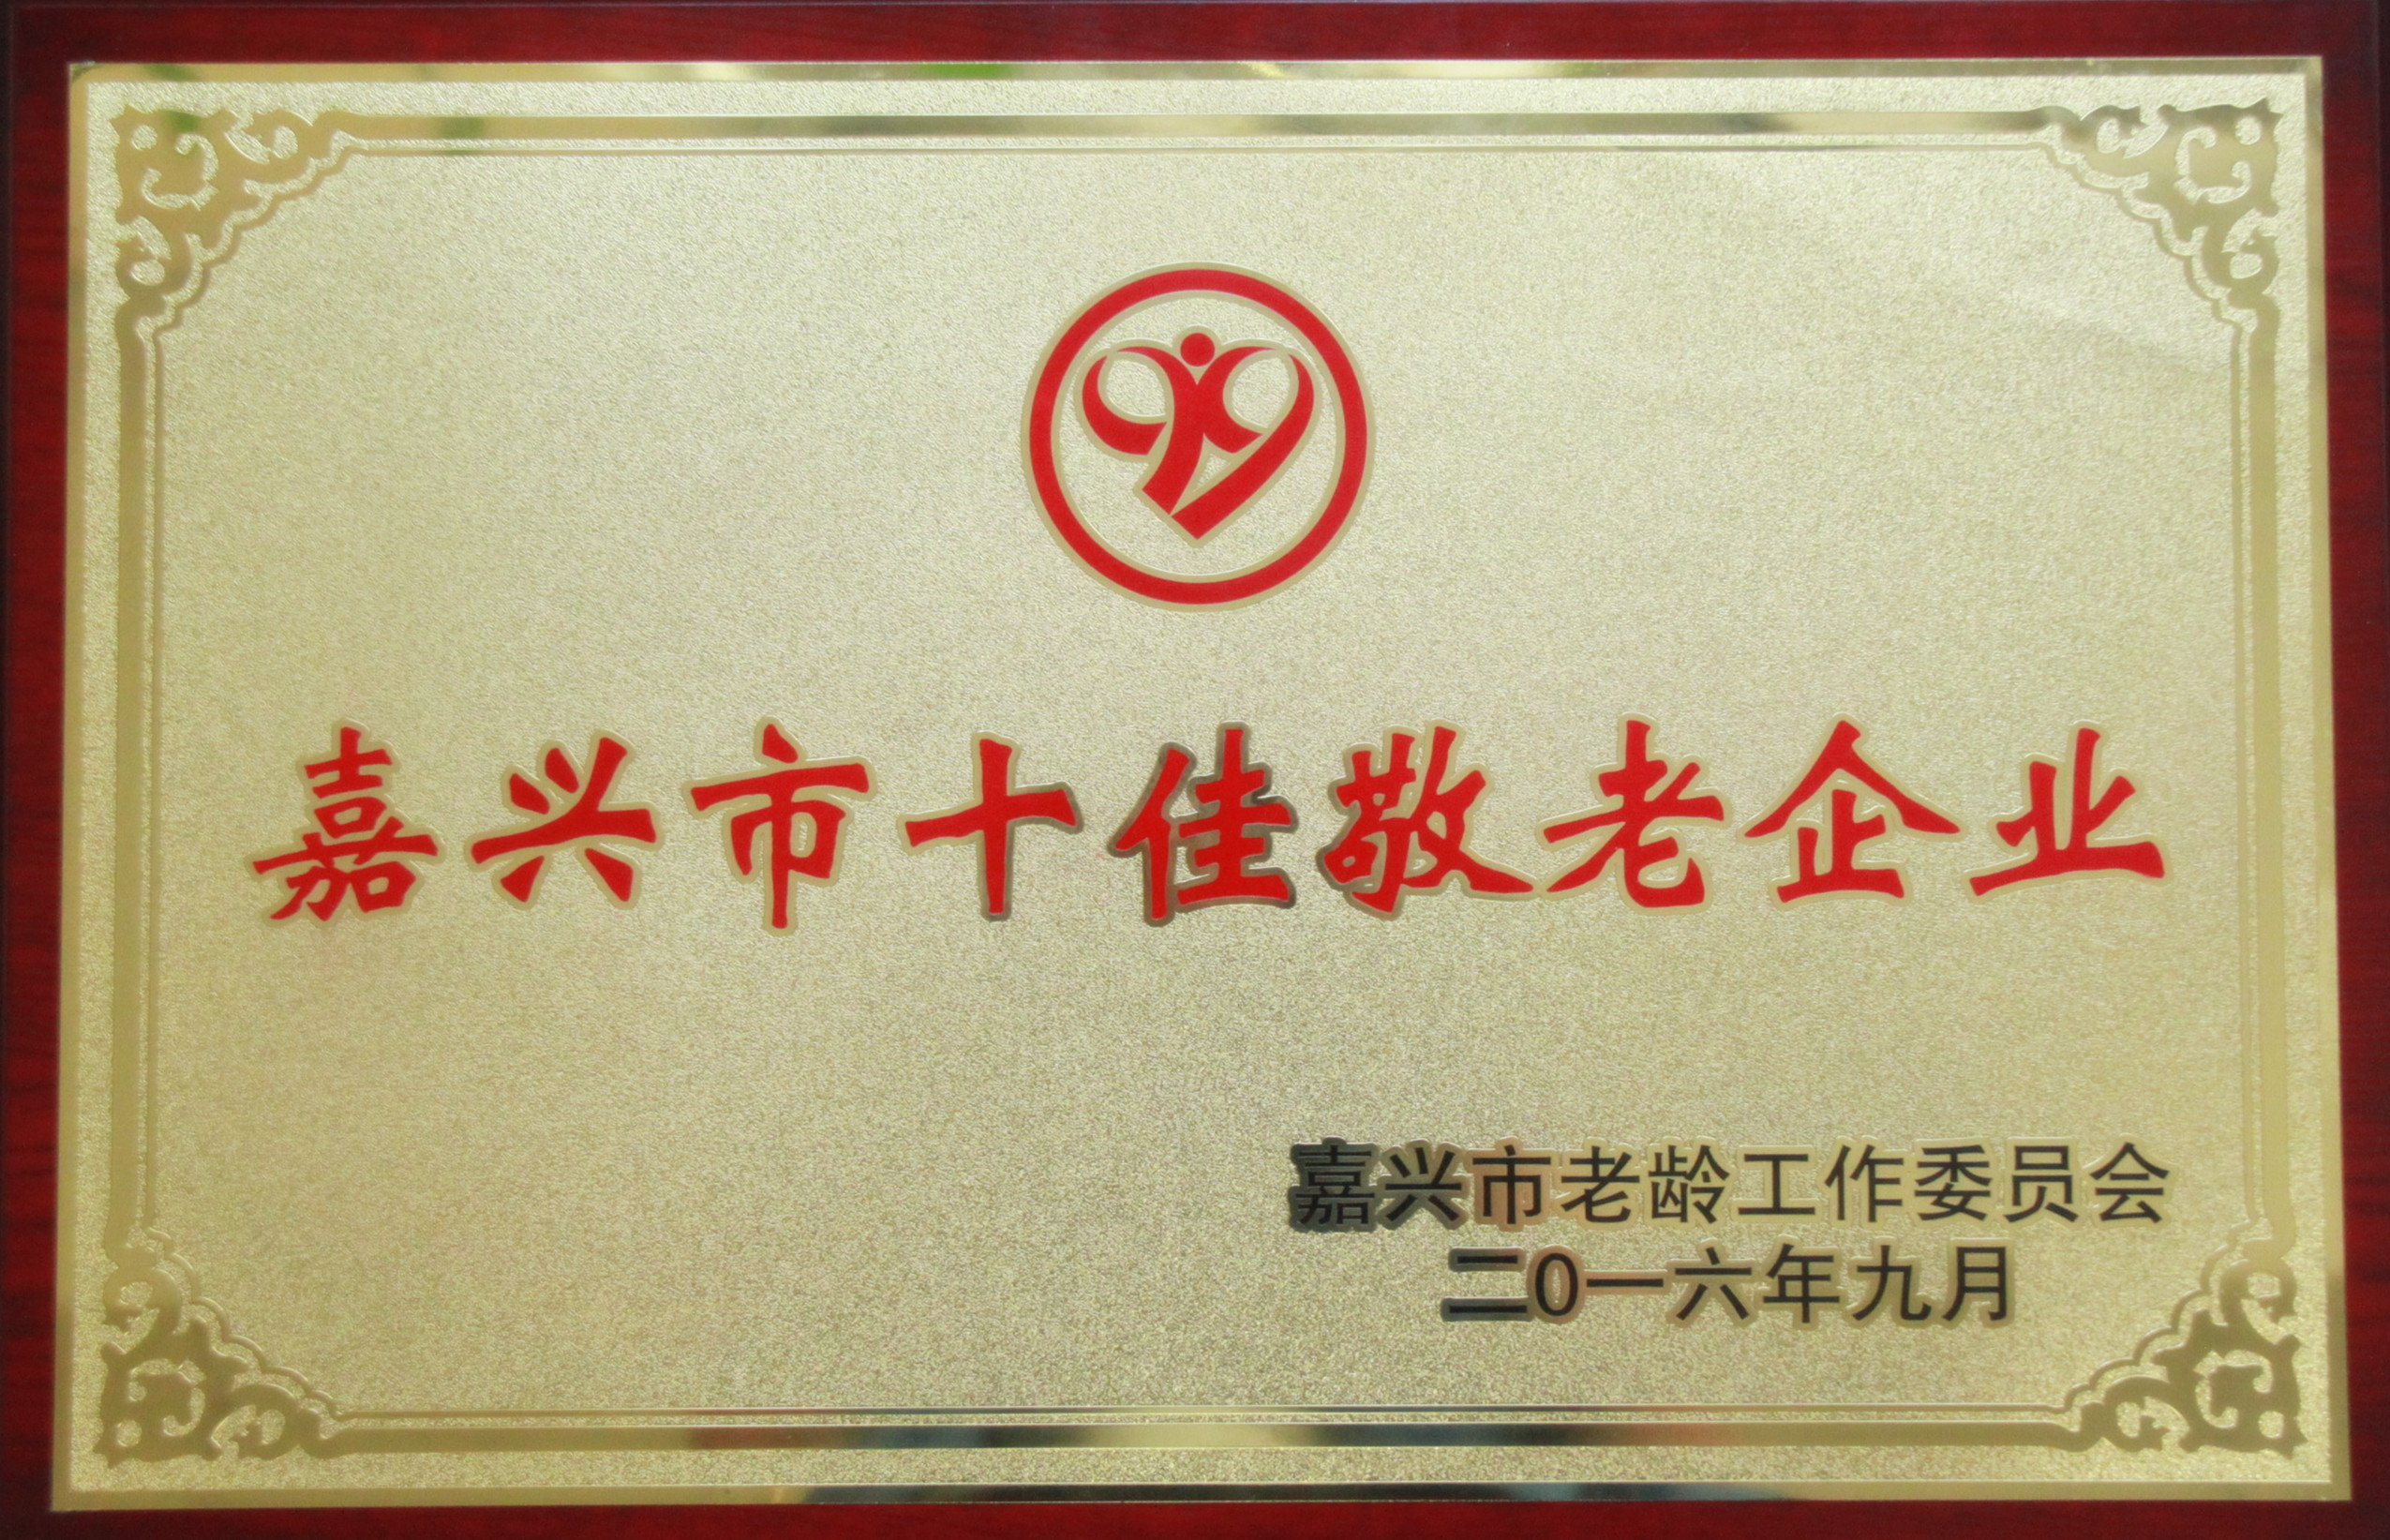 嘉兴市十佳敬老企业
嘉兴市老龄工作委员会
二0一六年九月